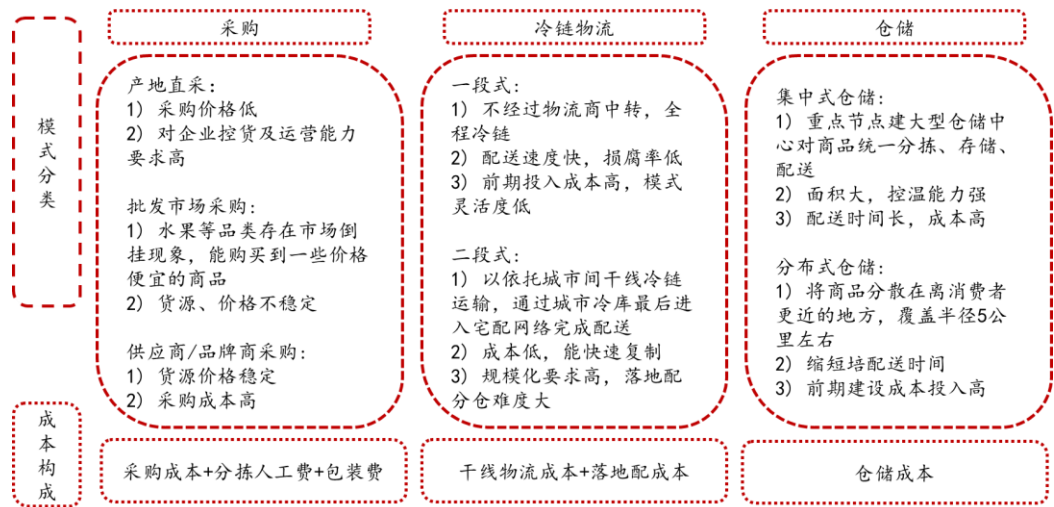 采购
冷链物流
仓储
模式分类
产地直采:
1) 采购价格低
2) 对企业控货及运营能力
要求高
批发市场采购:
1) 水果等品类存在市场倒
挂现象,能购买到一些价格
便宜的商品
2) 货源、价格不稳定
供应商/品牌商采购:
1) 货源价格稳定
2) 采购成本高
一段式:
1) 不经过物流商中转,全
程冷链
2) 配送速度快,损腐率低
3) 前期投入成本高,模式
灵活度低
二段式:
1) 以依托城市间干线冷链
运输,通过城市冷库最后进
入宅配网络完成配送
2) 成本低,能快速复制
3) 规模化要求高,落地配
分仓难度大
集中式仓储:
1) 重点节点建大型仓储中
心对商品统一分拣、存储、
配送
2) 面积大,控温能力强
3) 配送时间长,成本高
分布式仓储:
1) 将商品分散在离消费者
更近的地方,覆盖半径5公
里左右
2) 缩短培配送时间
3) 前期建设成本投入高
成本构成
采购成本+分拣人工费+包装费
干线物流成本+落地配成本
仓储成本